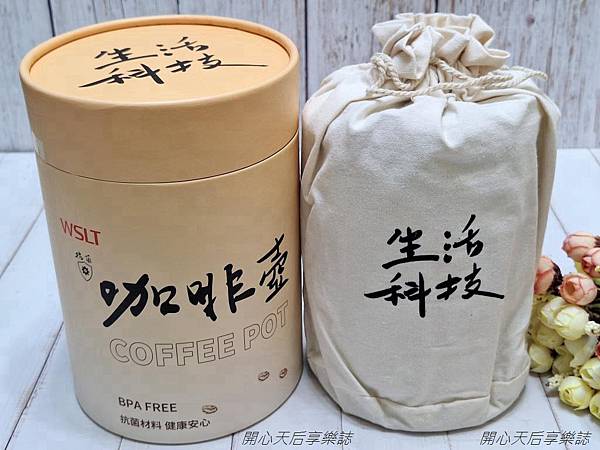 生活
科技
WSLT
抗菌
咖啡壺
COFFEE POT
BPA FREE
抗菌材料 健康安心
生活
科技
開心天后享樂誌
開心天后享樂誌